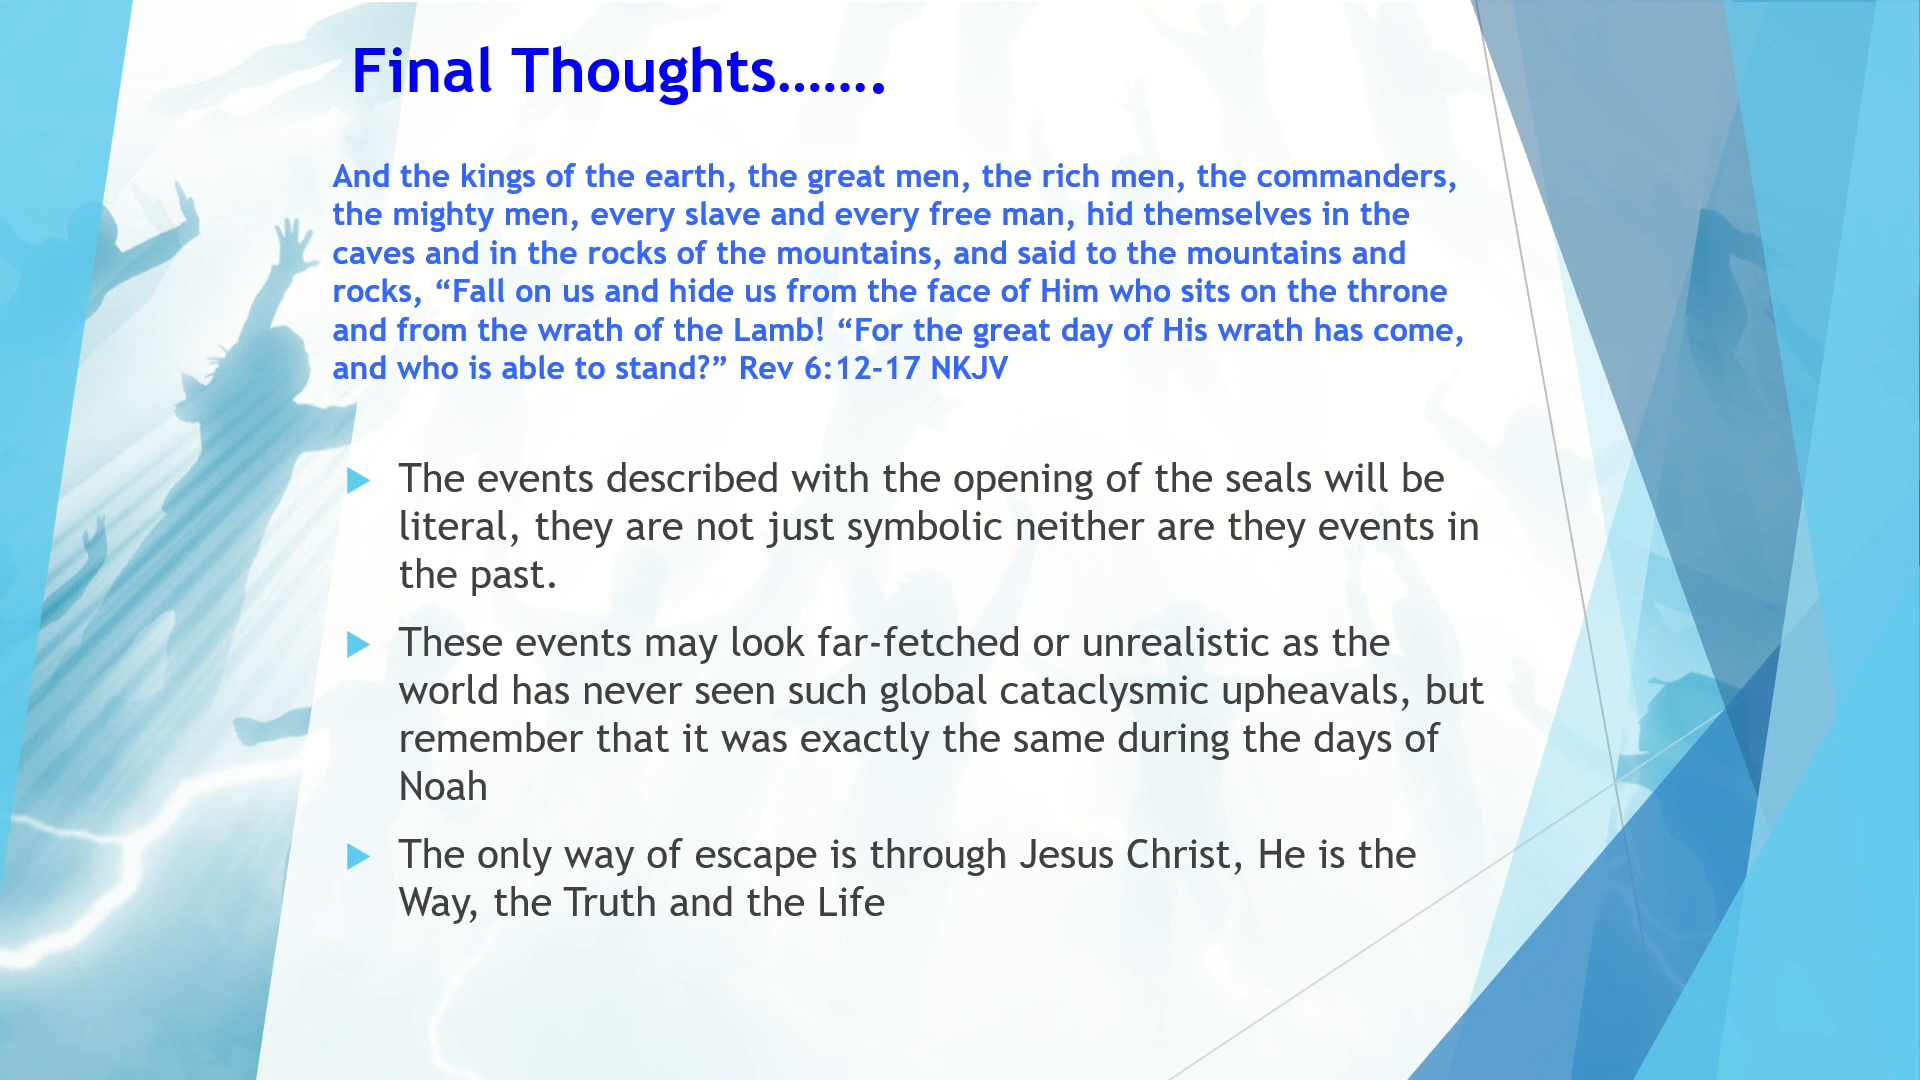 Final Thoughts…….
And the kings of the earth, the great men, the rich men, the commanders,
the mighty men, every slave and every free man, hid themselves in the
caves and in the rocks of the mountains, and said to the mountains and
rocks, “Fall on us and hide us from the face of Him who sits on the throne
and from the wrath of the Lamb! “For the great day of His wrath has come,
and who is able to stand?” Rev 6:12-17 NKJV
The events described with the opening of the seals will be
literal, they are not just symbolic neither are they events in
the past.
These events may look far-fetched or unrealistic as the
world has never seen such global cataclysmic upheavals, but
remember that it was exactly the same during the days of
Noah
The only way of escape is through Jesus Christ, He is the
Way, the Truth and the Life